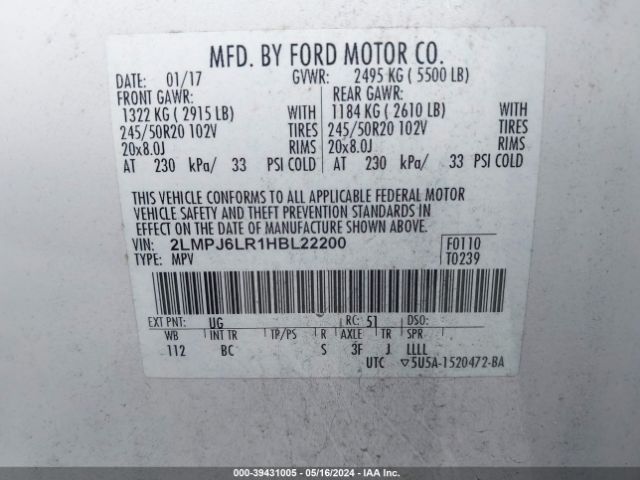 MFD. BY FORD MOTOR CO.
DATE: 01/17 GVWR: 2495 KG ( 5500 LB)
FRONT GAWR: REAR GAWR:
1322 KG ( 2915 LB) WITH 1184 KG ( 2610 LB) WITH
245/50R20 102V TIRES 245/50R20 102V TIRES
20x8.0J RIMS 20x8.0J RIMS
AT 230 kPa/ 33 PSI COLD AT 230 kPa/ 33 PSI COLD
THIS VEHICLE CONFORMS TO ALL APPLICABLE FEDERAL MOTOR
VEHICLE SAFETY AND THEFT PREVENTION STANDARDS IN
EFFECT ON THE DATE OF MANUFACTURE SHOWN ABOVE.
VIN: 2LMPJ6LR1HBL22200 F0110
TYPE: MPV T0239
EXT PNT: UG RC: 51 DSO:
WB INT TR TP/PS R AXLE TR SPR
112 BC S 3F J LLLL
UTC ▽5U5A-1520472-BA
000-39431005 - 05/16/2024 - IAA Inc.